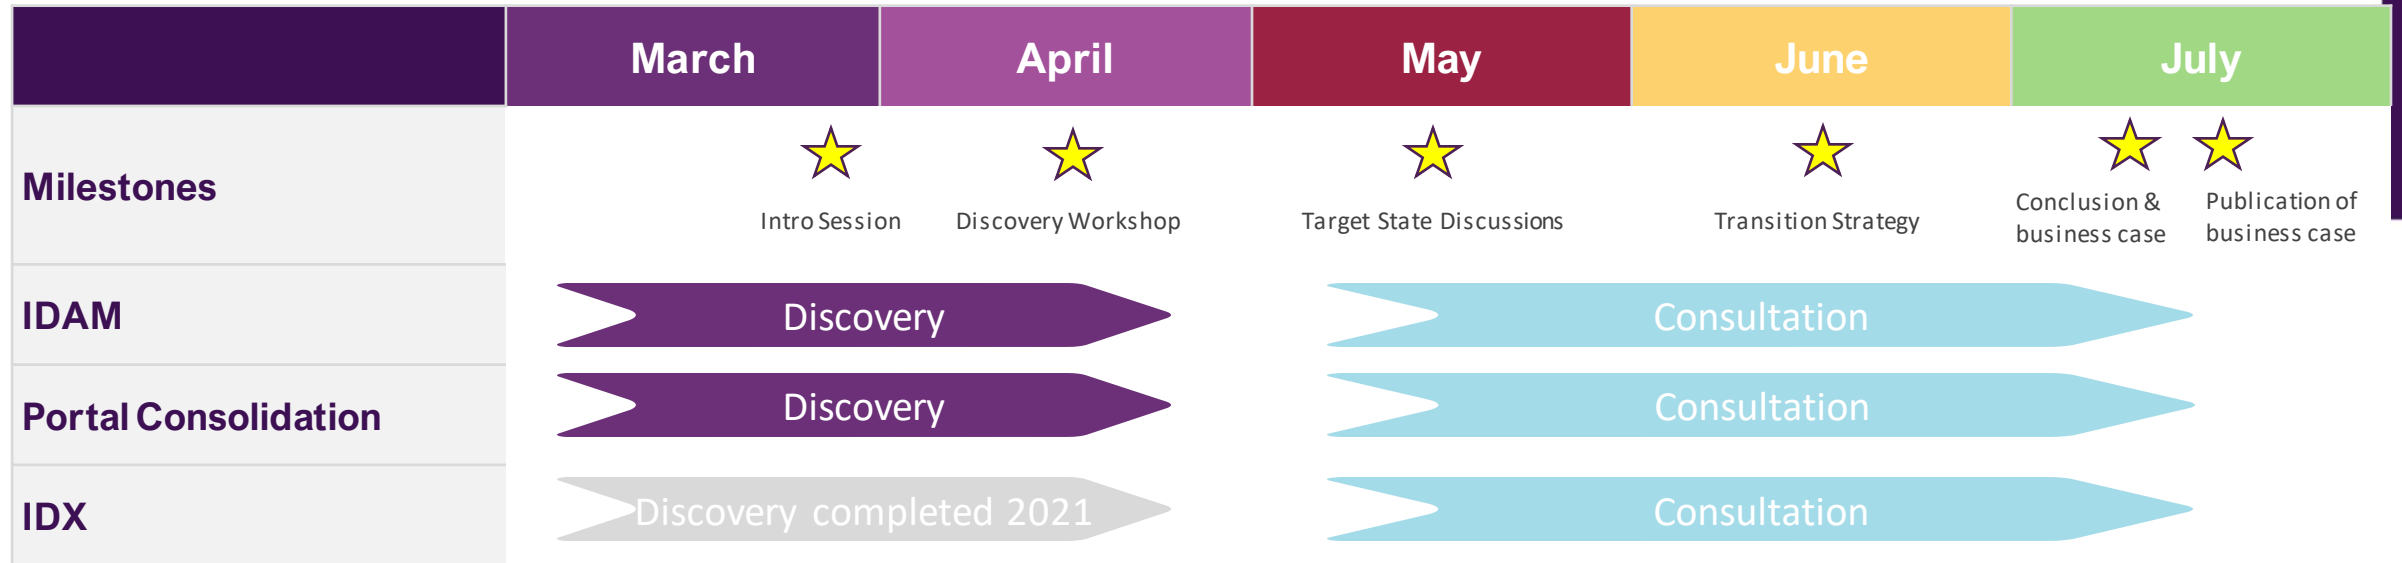 March April May June July
Milestones
Intro Session Discovery Workshop Target State Discussions Transition Strategy
Conclusion &
business case
Publication of
business case
IDAM Discovery Consultation
Portal Consolidation Discovery Consultation
IDX Discovery completed 2021 Consultation